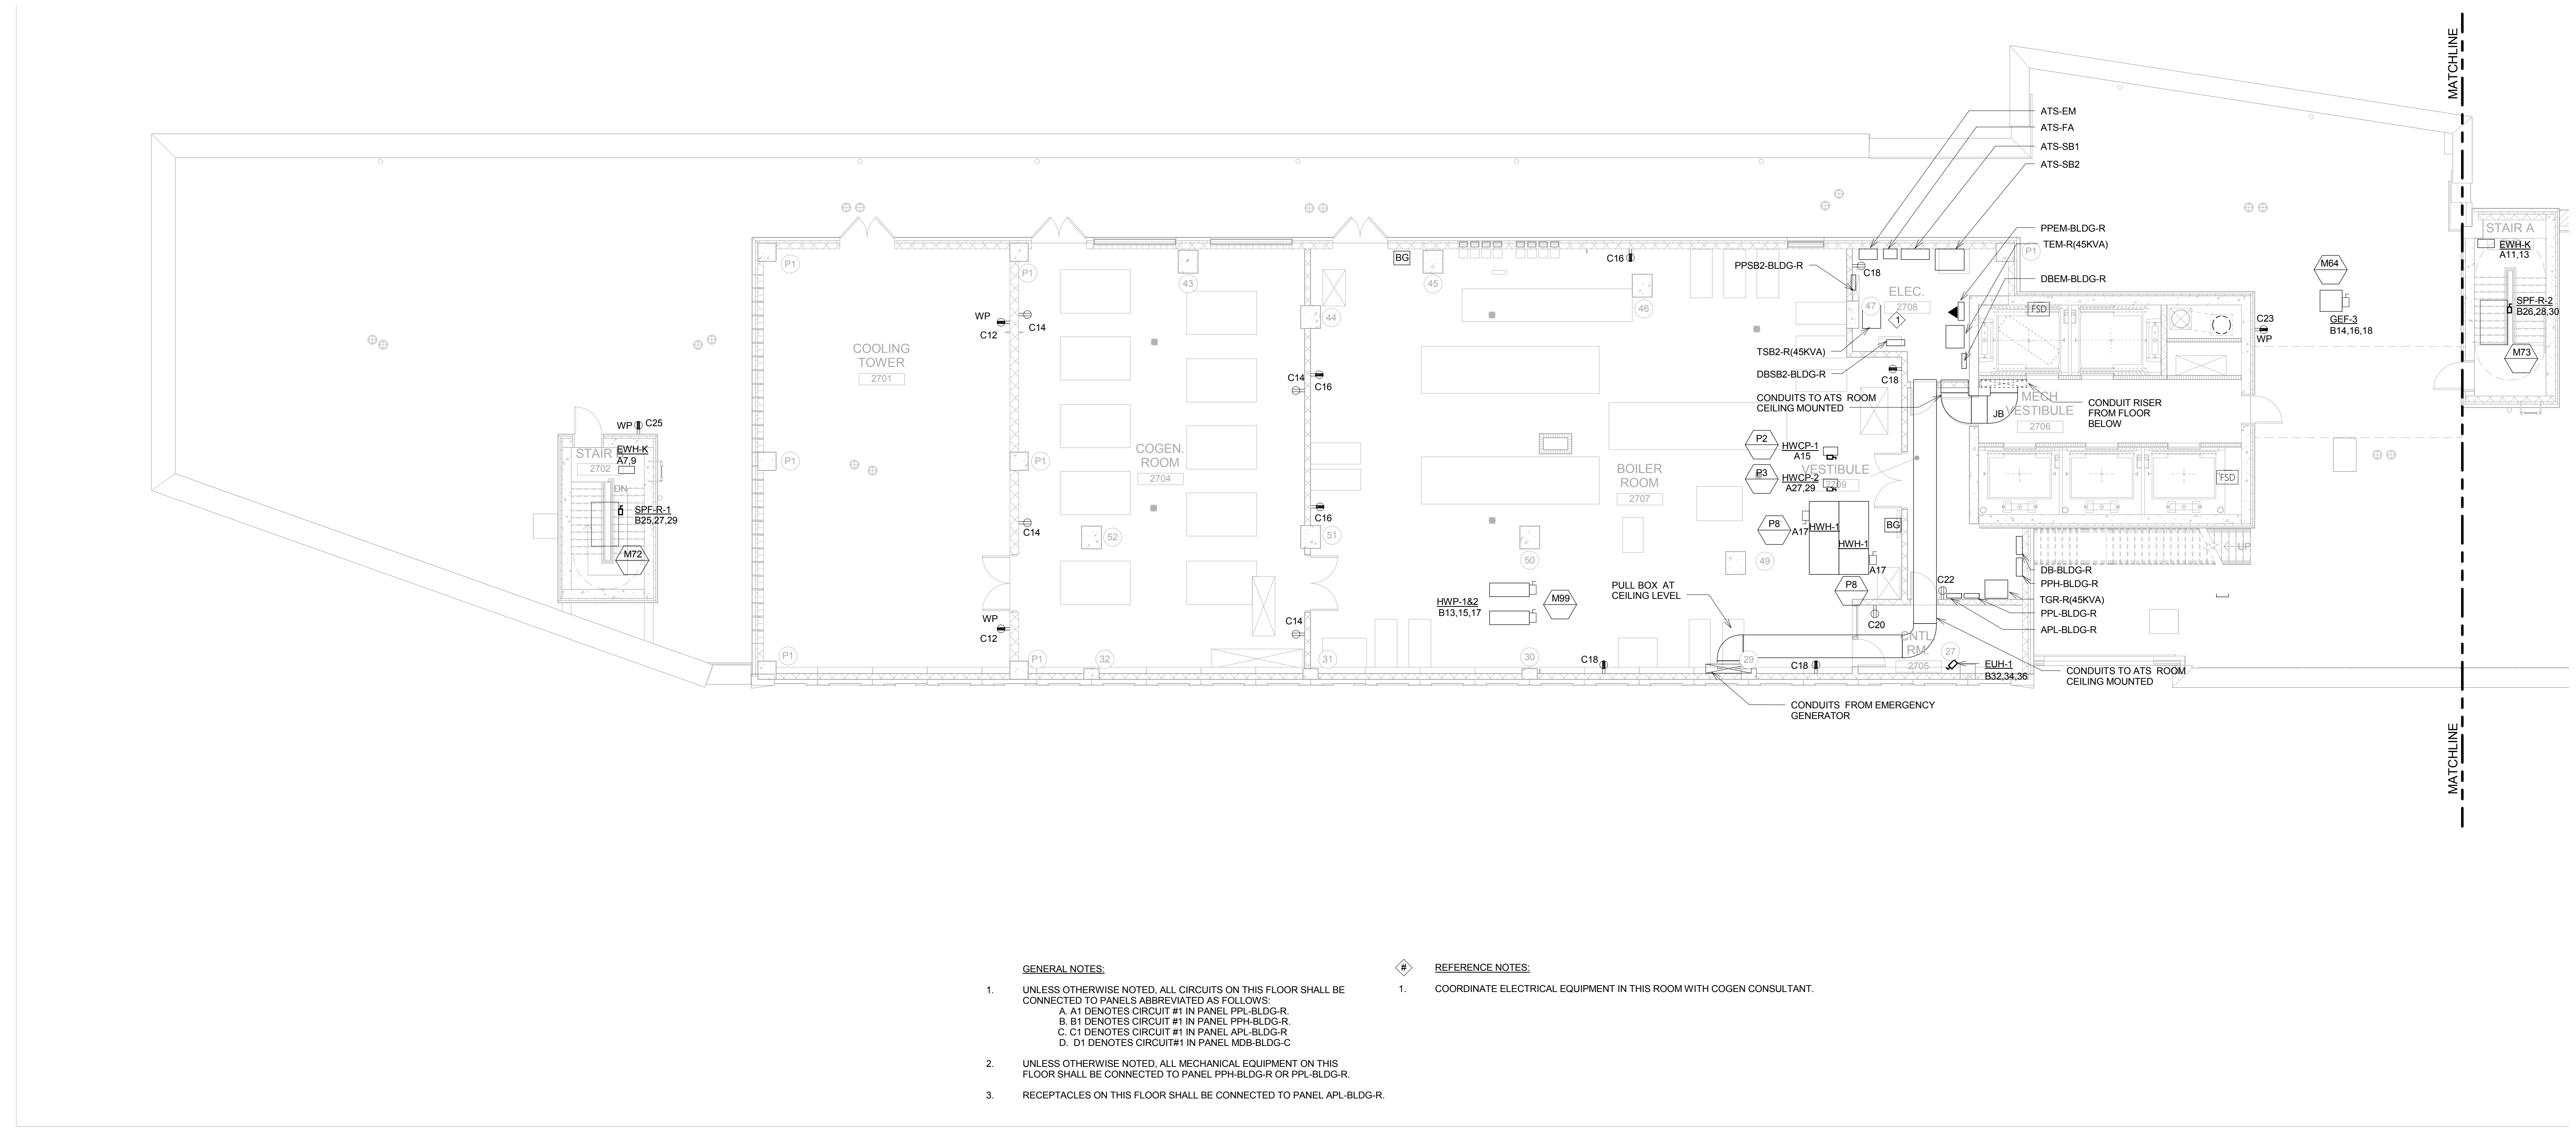 MATCHLINE
ATS-EM
ATS-FA
ATS-SB1
ATS-SB2
PPEM-BLDG-R
TEM-R(45KVA)
DBEM-BLDG-R
STAIR A
EWH-K
A11,13
SPF-R-2
B26,28,30
M73
M64
GEF-3
B14,16,18
C23
WP
P1
P1
43
BG
45
C16
46
PPSB2-BLDG-R
C18
ELEC.
2708
47
1
P1
FSD
WP
C12
C14
44
COOLING
TOWER
2701
TSB2-R(45KVA)
DBSB2-BLDG-R
C14
C16
C18
CONDUITS TO ATS ROOM
CEILING MOUNTED
JB
MECH
VESTIBULE
2706
CONDUIT RISER
FROM FLOOR
BELOW
WP
C25
STAIR
2702
EWH-K
A7,9
DN
SPF-R-1
B25,27,29
M72
P1
P1
COGEN.
ROOM
2704
P2
HWCP-1
A15
P3
HWCP-2
A27,29
VESTIBULE
2709
BOILER
ROOM
2707
FSD
C16
C14
52
51
50
49
P8
A17
HWH-1
HWH-1
A17
BG
P8
UP
DB-BLDG-R
PPH-BLDG-R
TGR-R(45KVA)
PPL-BLDG-R
APL-BLDG-R
PULL BOX AT
CEILING LEVEL
HWP-1&2
B13,15,17
M99
C22
C20
WP
C12
C14
CNTL.
RM.
2705
27
P1
P1
32
31
30
C18
29
C18
EUH-1
B32,34,36
CONDUITS TO ATS ROOM
CEILING MOUNTED
CONDUITS FROM EMERGENCY
GENERATOR
MATCHLINE
GENERAL NOTES:
1. UNLESS OTHERWISE NOTED, ALL CIRCUITS ON THIS FLOOR SHALL BE
CONNECTED TO PANELS ABBREVIATED AS FOLLOWS:
A. A1 DENOTES CIRCUIT #1 IN PANEL PPL-BLDG-R.
B. B1 DENOTES CIRCUIT #1 IN PANEL PPH-BLDG-R.
C. C1 DENOTES CIRCUIT #1 IN PANEL APL-BLDG-R
D. D1 DENOTES CIRCUIT#1 IN PANEL MDB-BLDG-C
2. UNLESS OTHERWISE NOTED, ALL MECHANICAL EQUIPMENT ON THIS
FLOOR SHALL BE CONNECTED TO PANEL PPH-BLDG-R OR PPL-BLDG-R.
3. RECEPTACLES ON THIS FLOOR SHALL BE CONNECTED TO PANEL APL-BLDG-R.
# REFERENCE NOTES:
1. COORDINATE ELECTRICAL EQUIPMENT IN THIS ROOM WITH COGEN CONSULTANT.